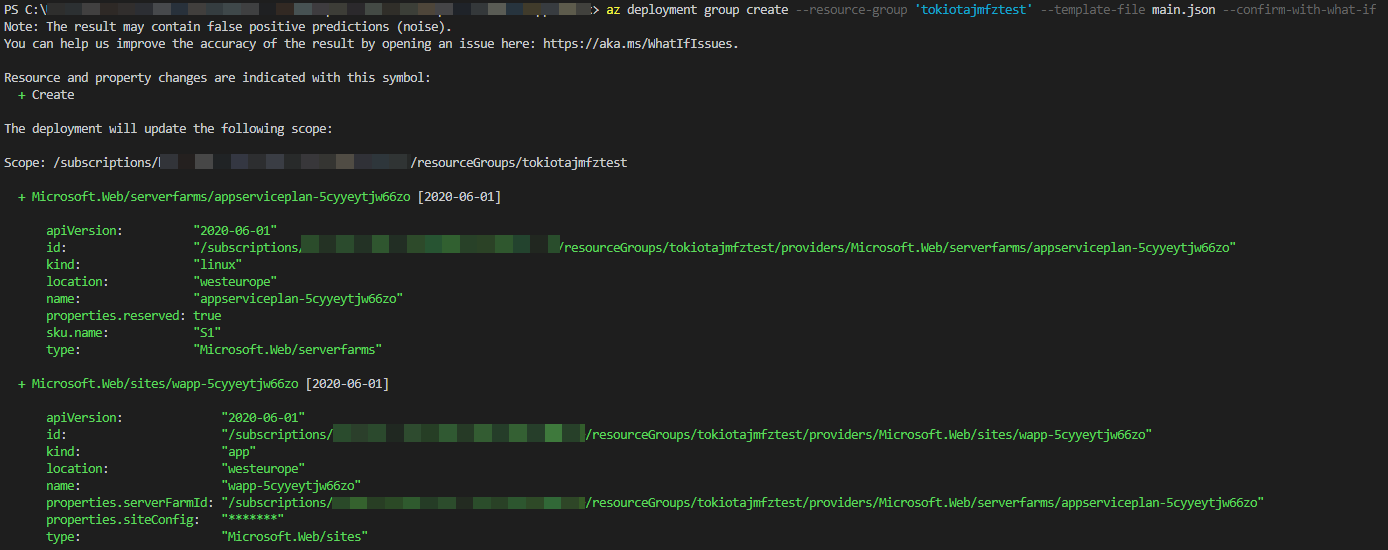 PS C:\ > az deployment group create --resource-group 'tokiotajmfztest' --template-file main.json --confirm-with-what-if
Note: The result may contain false positive predictions (noise).
You can help us improve the accuracy of the result by opening an issue here: https://aka.ms/WhatIfIssues.
Resource and property changes are indicated with this symbol:
+ Create
The deployment will update the following scope:
Scope: /subscriptions/ /resourceGroups/tokiotajmfztest
+ Microsoft.Web/serverfarms/appserviceplan-5cyyeytjw66zo [2020-06-01]
apiVersion: "2020-06-01"
id: "/subscriptions/ /resourceGroups/tokiotajmfztest/providers/Microsoft.Web/serverfarms/appserviceplan-5cyyeytjw66zo"
kind: "linux"
location: "westeurope"
name: "appserviceplan-5cyyeytjw66zo"
properties.reserved: true
sku.name: "S1"
type: "Microsoft.Web/serverfarms"
+ Microsoft.Web/sites/wapp-5cyyeytjw66zo [2020-06-01]
apiVersion: "2020-06-01"
id: "/subscriptions/ /resourceGroups/tokiotajmfztest/providers/Microsoft.Web/sites/wapp-5cyyeytjw66zo"
kind: "app"
location: "westeurope"
name: "wapp-5cyyeytjw66zo"
properties.serverFarmId: "/subscriptions/ /resourceGroups/tokiotajmfztest/providers/Microsoft.Web/serverfarms/appserviceplan-5cyyeytjw66zo"
properties.siteConfig: "*******"
type: "Microsoft.Web/sites"